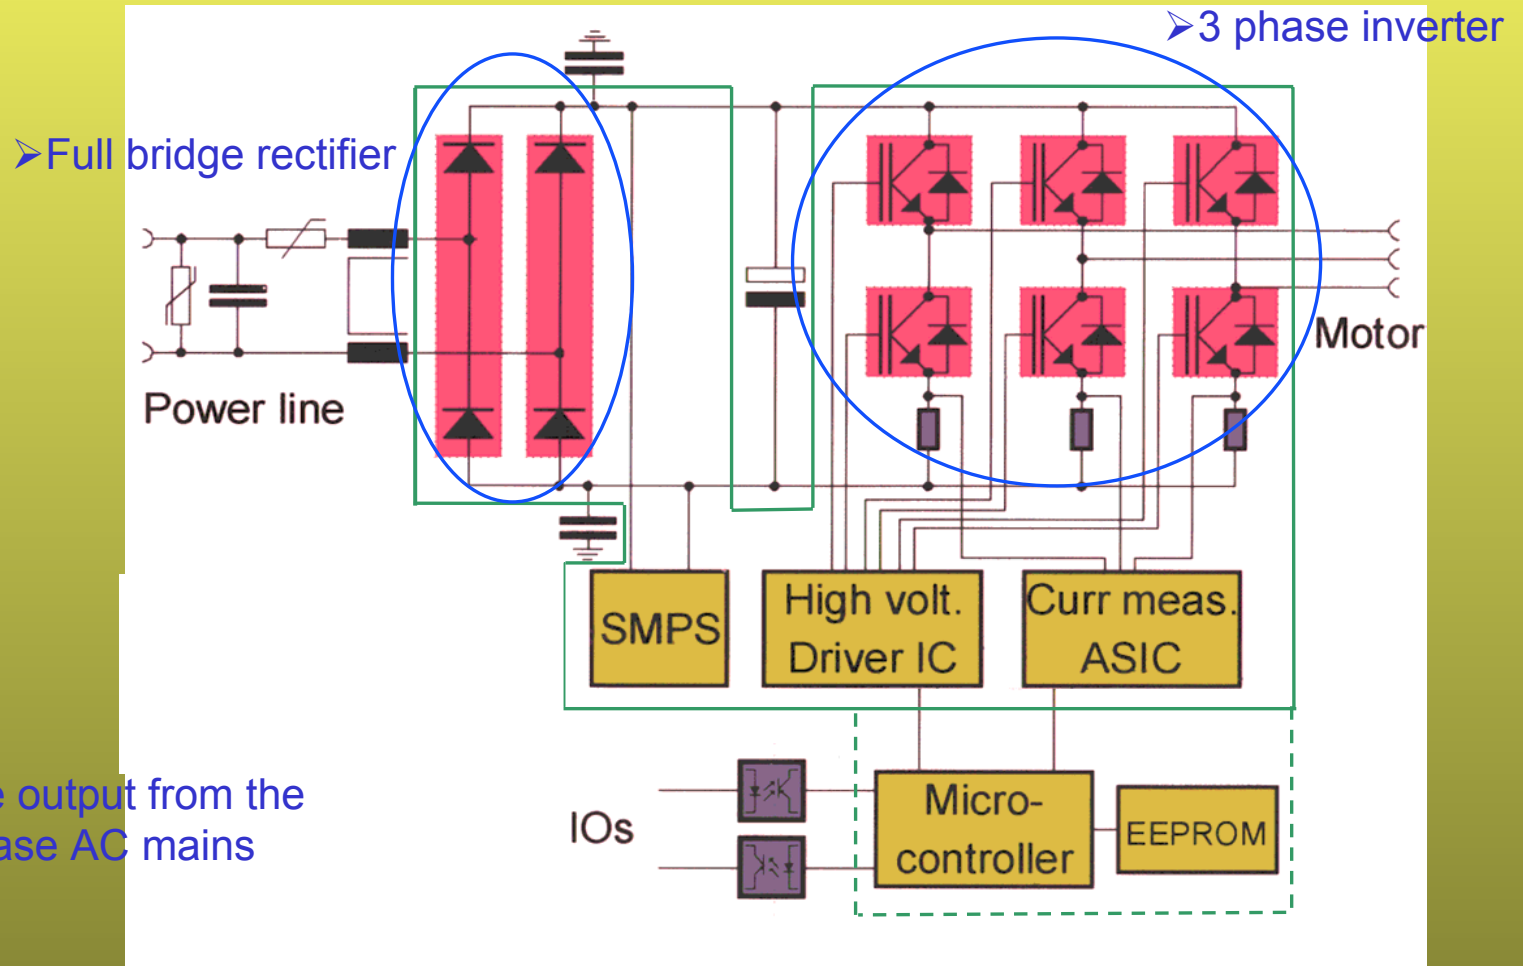 ➢3 phase inverter
➢Full bridge rectifier
Motor
Power line
SMPS
High volt.
Driver IC
Curr meas.
ASIC
output from the
AC mains
IOs
Micro-
controller
EEPROM